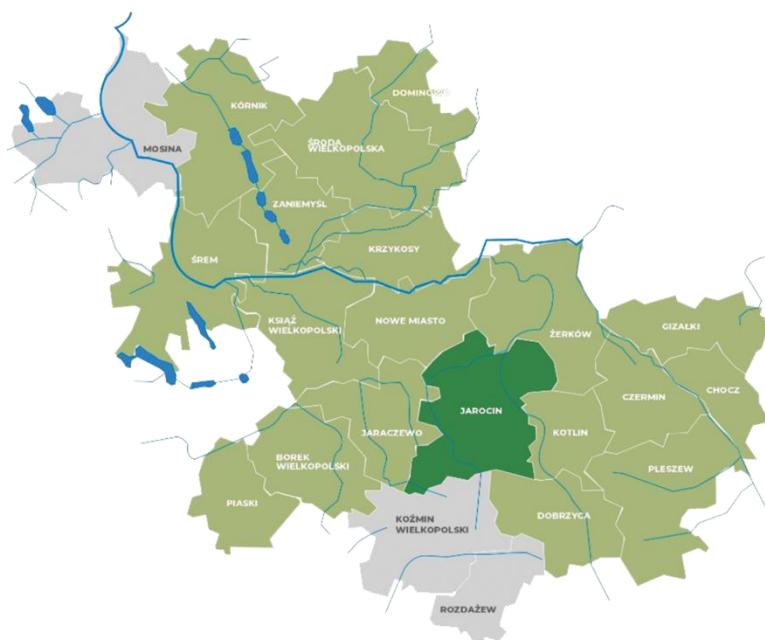 DOMINOWO
KÓRNIK
MOSINA
ŚRODA
WIELKOPOLSKA
ZANIEMYŚL
KRZYKOSY
ŚREM
KSIĄŻ
WIELKOPOLSKI
NOWE MIASTO
ŻERKÓW
GIZAŁKI
CHOCZ
CZERMIN
JAROCIN
JARACZEWO
KOTLIN
BOREK
WIELKOPOLSKI
PLESZEW
PIASKI
KOŹMIN
WIELKOPOLSKI
DOBRZYCA
ROZDAŻEW